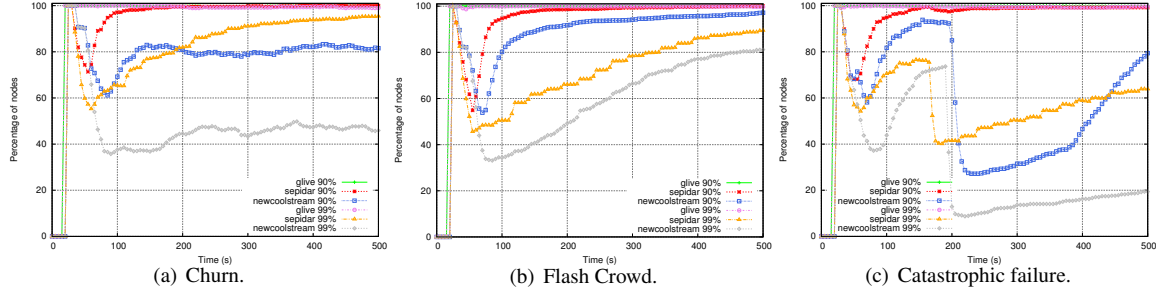 100
80
60
40
20
0
Percentage of nodes
glive 90%
sepidar 90%
newcoolstream 90%
glive 99%
sepidar 99%
newcoolstream 99%
0 100 200 300 400 500
Time (s)
(a) Churn.
100
80
60
40
20
0
Percentage of nodes
glive 90%
sepidar 90%
newcoolstream 90%
glive 99%
sepidar 99%
newcoolstream 99%
0 100 200 300 400 500
Time (s)
(b) Flash Crowd.
100
80
60
40
20
0
Percentage of nodes
glive 90%
sepidar 90%
newcoolstream 90%
glive 99%
sepidar 99%
newcoolstream 99%
0 100 200 300 400 500
Time (s)
(c) Catastrophic failure.